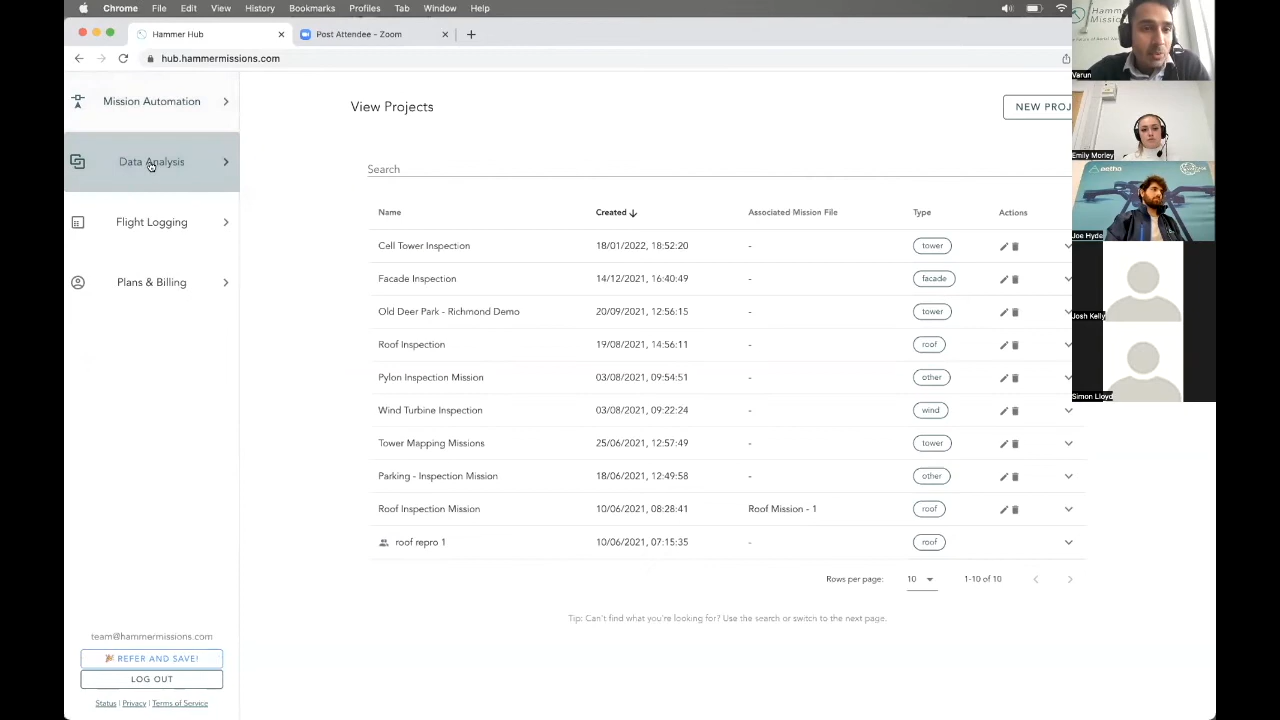 Chrome File Edit View History Bookmarks Profiles Tab Window Help
Hammer Hub
Post Attendee – Zoom
hub.hammermissions.com
Mission Automation
Data Analysis
Flight Logging
Plans & Billing
View Projects
NEW PROJ
Search
Name Created Associated Mission File Type Actions
Cell Tower Inspection 18/01/2022, 18:52:20 - tower
Facade Inspection 14/12/2021, 16:40:49 - facade
Old Deer Park - Richmond Demo 20/09/2021, 12:56:15 - tower
Roof Inspection 19/08/2021, 14:56:11 - roof
Pylon Inspection Mission 03/08/2021, 09:54:51 - other
Wind Turbine Inspection 03/08/2021, 09:22:24 - wind
Tower Mapping Missions 25/06/2021, 12:57:49 - tower
Parking - Inspection Mission 18/06/2021, 12:49:58 - other
Roof Inspection Mission 10/06/2021, 08:28:41 Roof Mission - 1 roof
roof repro 1 10/06/2021, 07:15:35 - roof
Rows per page: 10 1-10 of 10
Tip: Can't find what you're looking for? Use the search or switch to the next page.
team@hammermissions.com
REFER AND SAVE!
LOG OUT
Status | Privacy | Terms of Service
Hamm
Missio
Varun
Emily Morley
aetha
Joe Hyde
Josh Kelly
Simon Lloyd